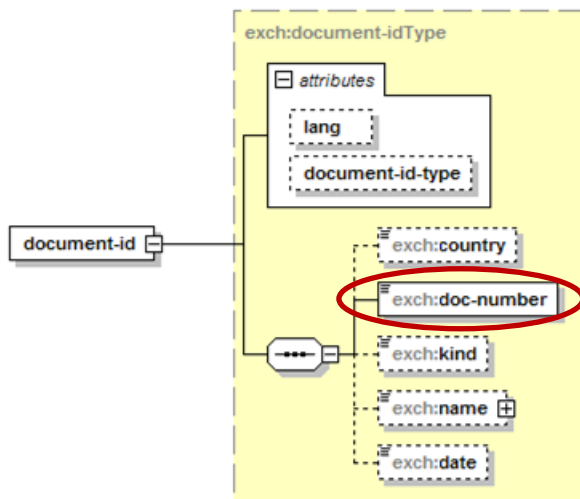 exch:document-idType
attributes
lang
document-id-type
document-id
exch:country
exch:doc-number
exch:kind
exch:name
exch:date